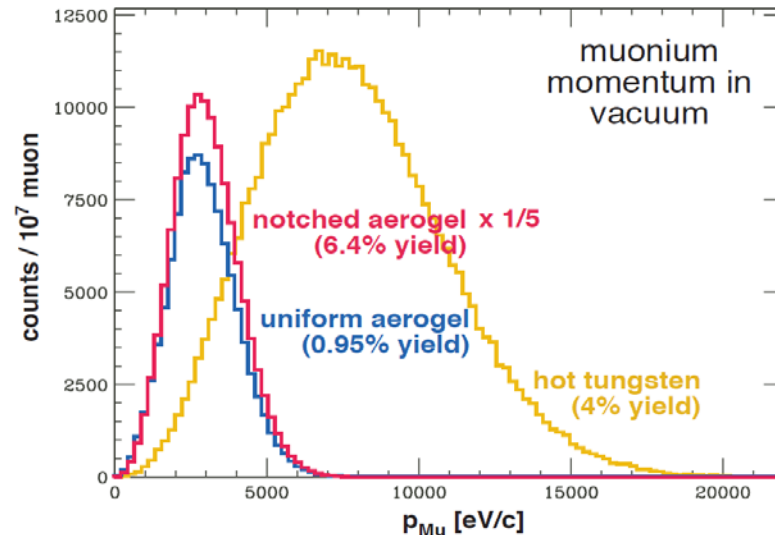 12500
10000
7500
5000
2500
0
counts / 10⁷ muon
muonium
momentum in
vacuum
notched aerogel x 1/5
(6.4% yield)
uniform aerogel
(0.95% yield)
hot tungsten
(4% yield)
0 5000 10000 15000 20000
pMu [eV/c]